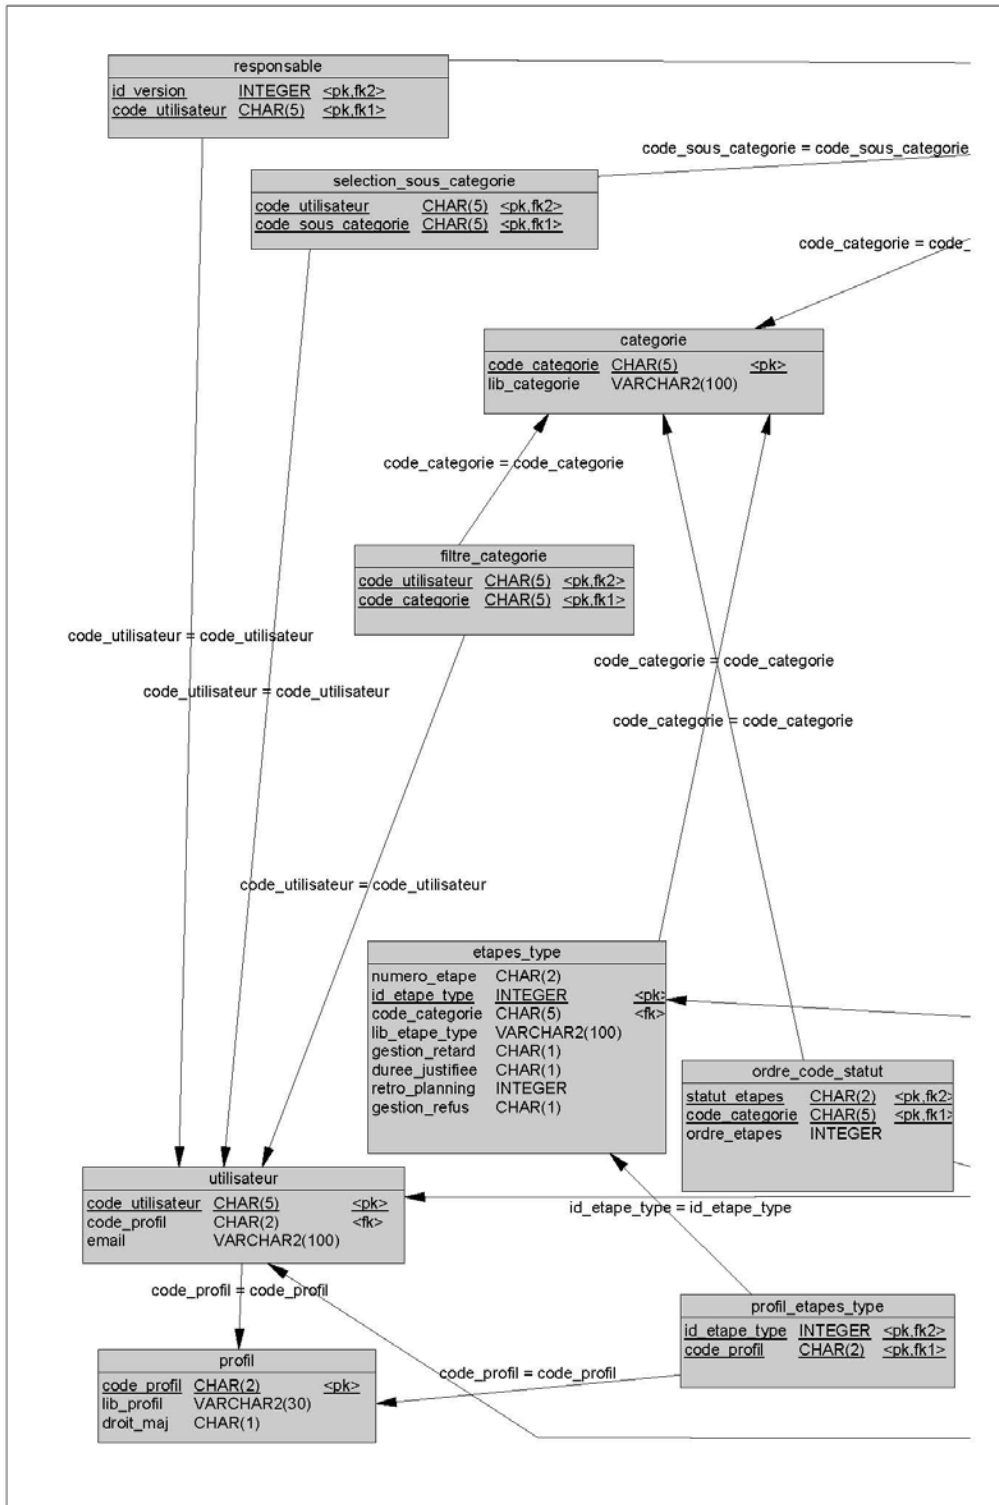 responsable
id_version INTEGER <pk,fk2>
code_utilisateur CHAR(5) <pk,fk1>
code_sous_categorie = code_sous_categorie
selection_sous_categorie
code_utilisateur CHAR(5) <pk,fk2>
code_sous_categorie CHAR(5) <pk,fk1>
code_categorie = code_
categorie
code_categorie CHAR(5) <pk>
lib_categorie VARCHAR2(100)
code_categorie = code_categorie
filtre_categorie
code_utilisateur CHAR(5) <pk,fk2>
code_categorie CHAR(5) <pk,fk1>
code_utilisateur = code_utilisateur
code_categorie = code_categorie
code_utilisateur = code_utilisateur
code_categorie = code_categorie
code_utilisateur = code_utilisateur
etapes_type
numero_etape CHAR(2)
id_etape_type INTEGER <pk>
code_categorie CHAR(5) <fk>
lib_etape_type VARCHAR2(100)
gestion_retard CHAR(1)
duree_justifiee CHAR(1)
retro_planning INTEGER
gestion_refus CHAR(1)
ordre_code_statut
statut_etapes CHAR(2) <pk,fk2>
code_categorie CHAR(5) <pk,fk1>
ordre_etapes INTEGER
utilisateur
code_utilisateur CHAR(5) <pk>
code_profil CHAR(2) <fk>
email VARCHAR2(100)
id_etape_type = id_etape_type
code_profil = code_profil
profil_etapes_type
id_etape_type INTEGER <pk,fk2>
code_profil CHAR(2) <pk,fk1>
profil
code_profil CHAR(2) <pk>
lib_profil VARCHAR2(30)
droit_maj CHAR(1)
code_profil = code_profil